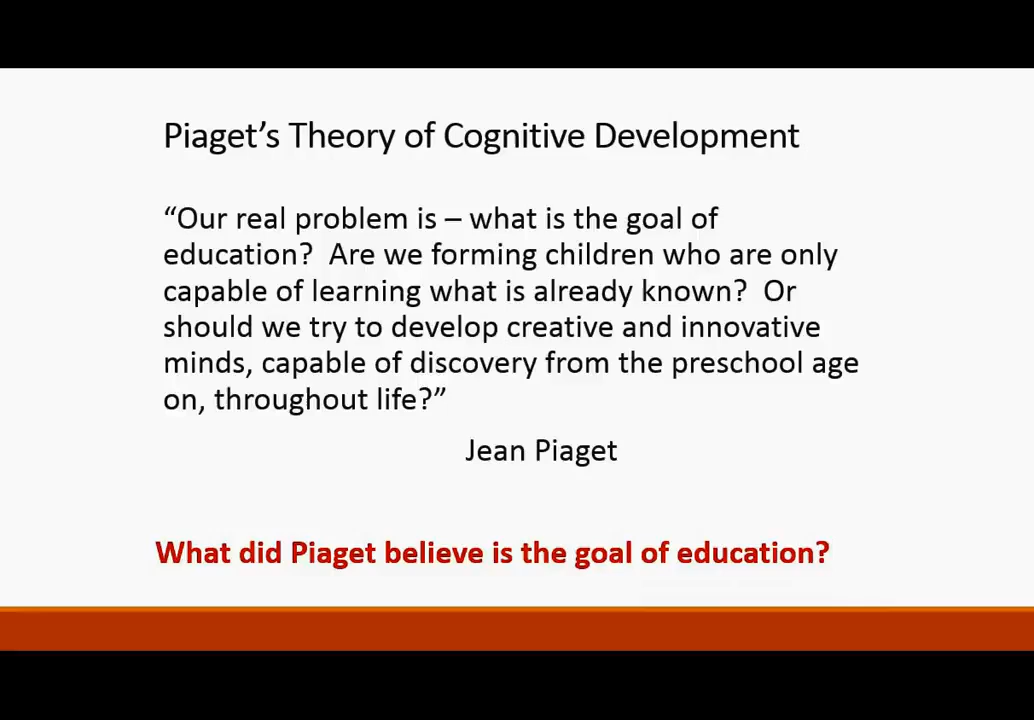 Piaget’s Theory of Cognitive Development
“Our real problem is – what is the goal of
education?  Are we forming children who are only
capable of learning what is already known?  Or
should we try to develop creative and innovative
minds, capable of discovery from the preschool age
on, throughout life?”
Jean Piaget
What did Piaget believe is the goal of education?